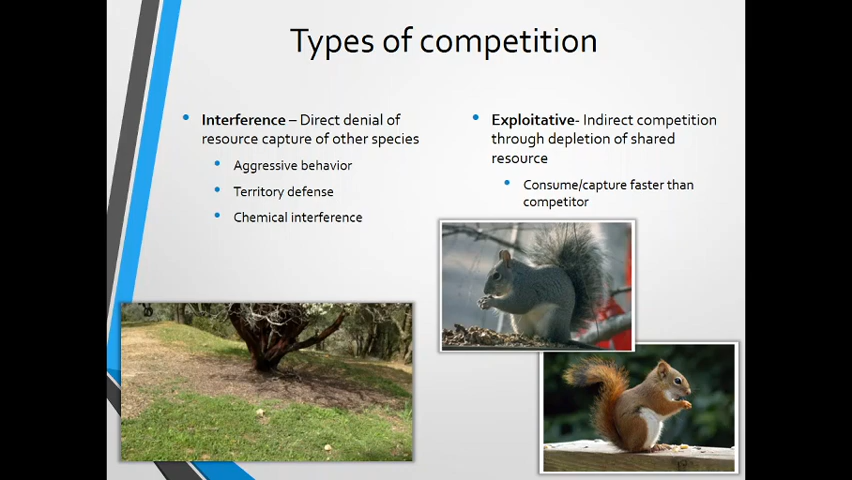 Types of competition
Interference – Direct denial of
resource capture of other species
Aggressive behavior
Territory defense
Chemical interference
Exploitative- Indirect competition
through depletion of shared
resource
Consume/capture faster than
competitor